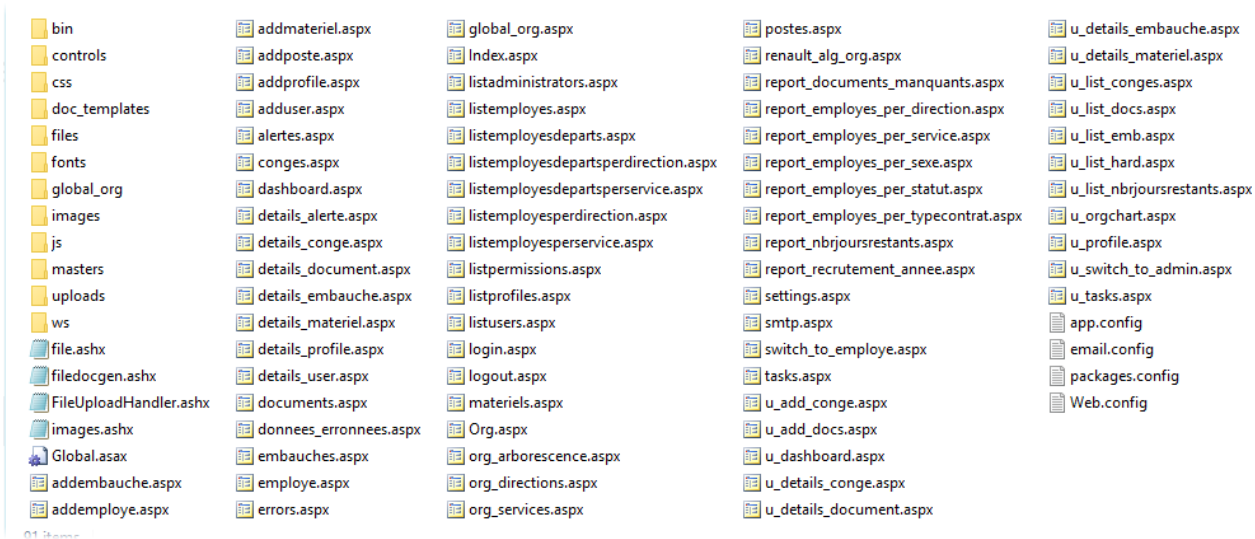 bin
controls
css
doc_templates
files
fonts
global_org
images
js
masters
uploads
ws
file.ashx
filedocgen.ashx
FileUploadHandler.ashx
images.ashx
Global.asax
addembauche.aspx
addemploye.aspx
addmateriel.aspx
addposte.aspx
addprofile.aspx
adduser.aspx
alertes.aspx
conges.aspx
dashboard.aspx
details_alerte.aspx
details_conge.aspx
details_document.aspx
details_embauche.aspx
details_materiel.aspx
details_profile.aspx
details_user.aspx
documents.aspx
donnees_erronnees.aspx
embauches.aspx
employe.aspx
errors.aspx
global_org.aspx
Index.aspx
listadministrators.aspx
listemployes.aspx
listemployesdeparts.aspx
listemployesdepartsperdirection.aspx
listemployesdepartsperservice.aspx
listemployesperdirection.aspx
listemployesperservice.aspx
listpermissions.aspx
listprofiles.aspx
listusers.aspx
login.aspx
logout.aspx
materiels.aspx
Org.aspx
org_arborescence.aspx
org_directions.aspx
org_services.aspx
postes.aspx
renault_alg_org.aspx
report_documents_manquants.aspx
report_employes_per_direction.aspx
report_employes_per_service.aspx
report_employes_per_sexe.aspx
report_employes_per_statut.aspx
report_employes_per_typecontrat.aspx
report_nbrjoursrestants.aspx
report_recrutement_annee.aspx
settings.aspx
smtp.aspx
switch_to_employe.aspx
tasks.aspx
u_add_conge.aspx
u_add_docs.aspx
u_dashboard.aspx
u_details_conge.aspx
u_details_document.aspx
u_details_embauche.aspx
u_details_materiel.aspx
u_list_conges.aspx
u_list_docs.aspx
u_list_emb.aspx
u_list_hard.aspx
u_list_nbrjoursrestants.aspx
u_orgchart.aspx
u_profile.aspx
u_switch_to_admin.aspx
u_tasks.aspx
app.config
email.config
packages.config
Web.config
91 items